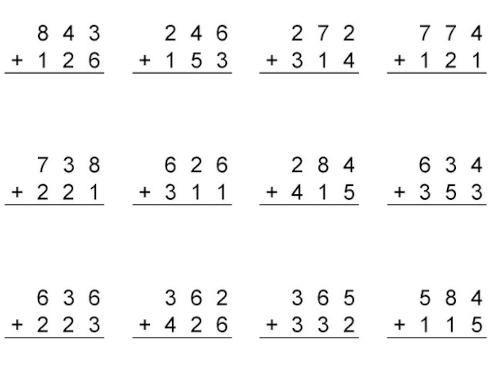 8 4 3 2 4 6 2 7 2 7 7 4
+ 1 2 6 + 1 5 3 + 3 1 4 + 1 2 1
7 3 8 6 2 6 2 8 4 6 3 4
+ 2 2 1 + 3 1 1 + 4 1 5 + 3 5 3
6 3 6 3 6 2 3 6 5 5 8 4
+ 2 2 3 + 4 2 6 + 3 3 2 + 1 1 5